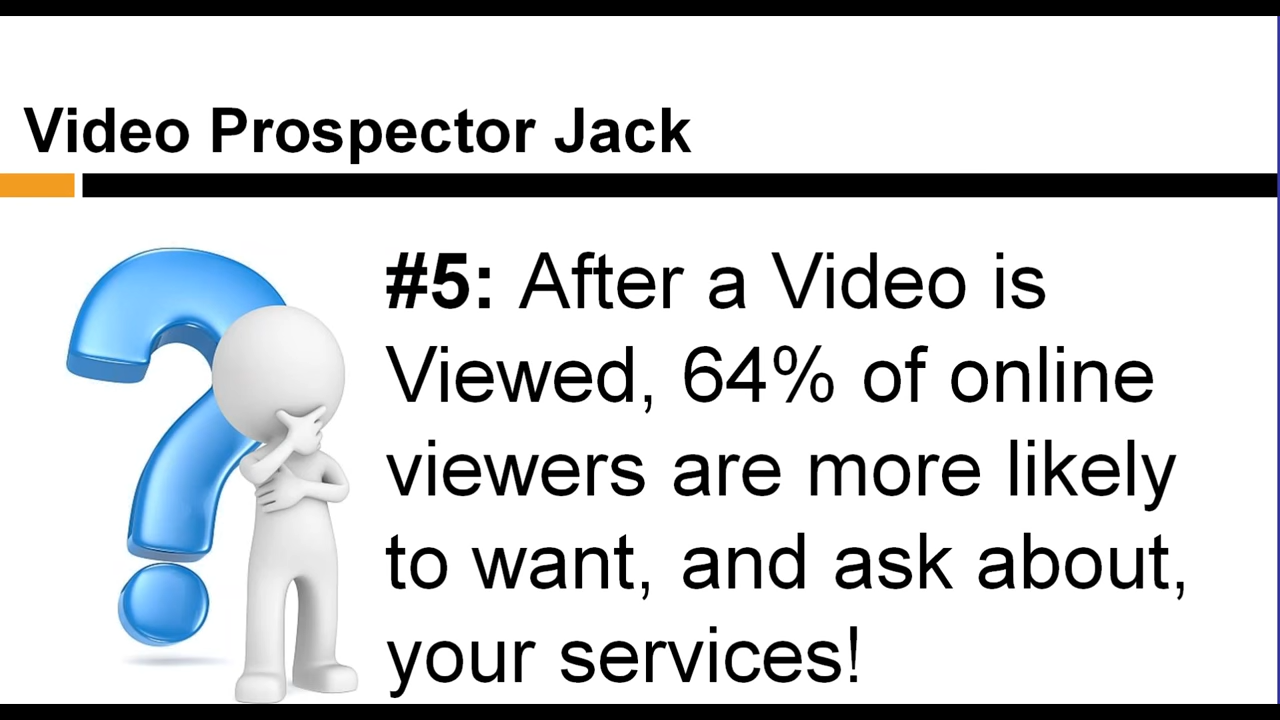 Video Prospector Jack
#5: After a Video is
Viewed, 64% of online
viewers are more likely
to want, and ask about,
your services!